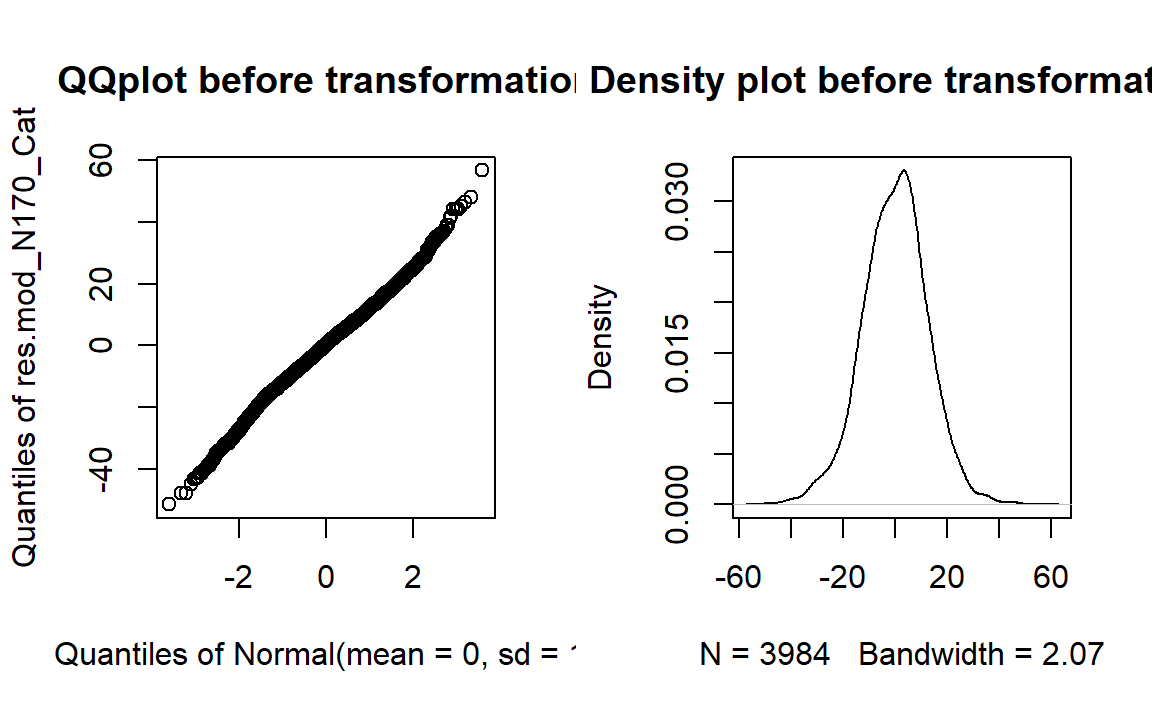 QQplot before transformation
Quantiles of res.mod_N170_Cat
60
20
0
-40
-2 0 2
Quantiles of Normal(mean = 0, sd =
Density plot before transformat
Density
0.030
0.015
0.000
-60 -20 20 60
N = 3984 Bandwidth = 2.07